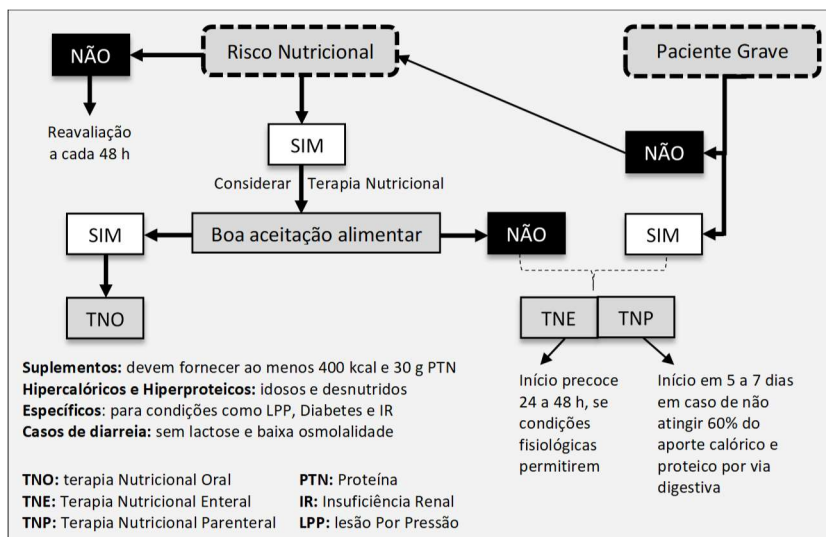 Risco Nutricional
Paciente Grave
NÃO
Reavaliação
a cada 48 h
SIM
NÃO
Considerar Terapia Nutricional
SIM
Boa aceitação alimentar
NÃO
SIM
TNO
TNE
TNP
Suplementos: devem fornecer ao menos 400 kcal e 30 g PTN
Hipercalóricos e Hiperproteicos: idosos e desnutridos
Específicos: para condições como LPP, Diabetes e IR
Casos de diarreia: sem lactose e baixa osmolalidade
Início precoce
24 a 48 h, se
condições
fisiológicas
permitirem
Início em 5 a 7 dias
em caso de não
atingir 60% do
aporte calórico e
proteico por via
digestiva
TNO: terapia Nutricional Oral
TNE: Terapia Nutricional Enteral
TNP: Terapia Nutricional Parenteral
PTN: Proteína
IR: Insuficiência Renal
LPP: lesão Por Pressão